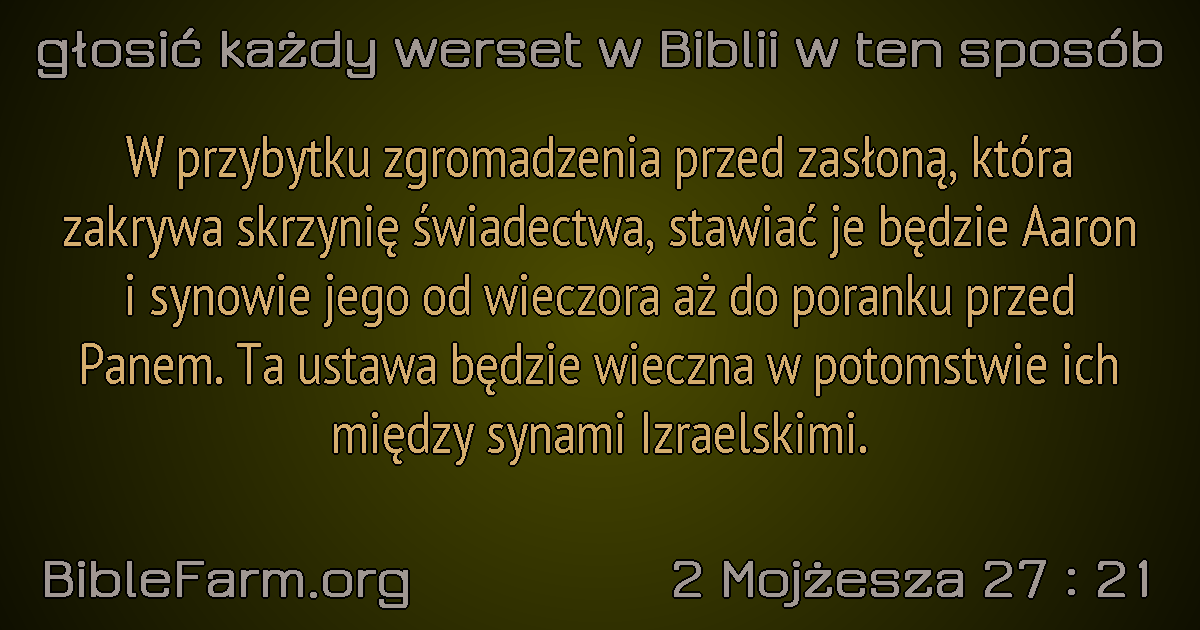 głosić każdy werset w Biblii w ten sposób
W przybytku zgromadzenia przed zasłoną, która
zakrywa skrzynię świadectwa, stawiać je będzie Aaron
i synowie jego od wieczora aż do poranku przed
Panem. Ta ustawa będzie wieczna w potomstwie ich
między synami Izraelskimi.
BibleFarm.org
2 Mojżesza 27 : 21